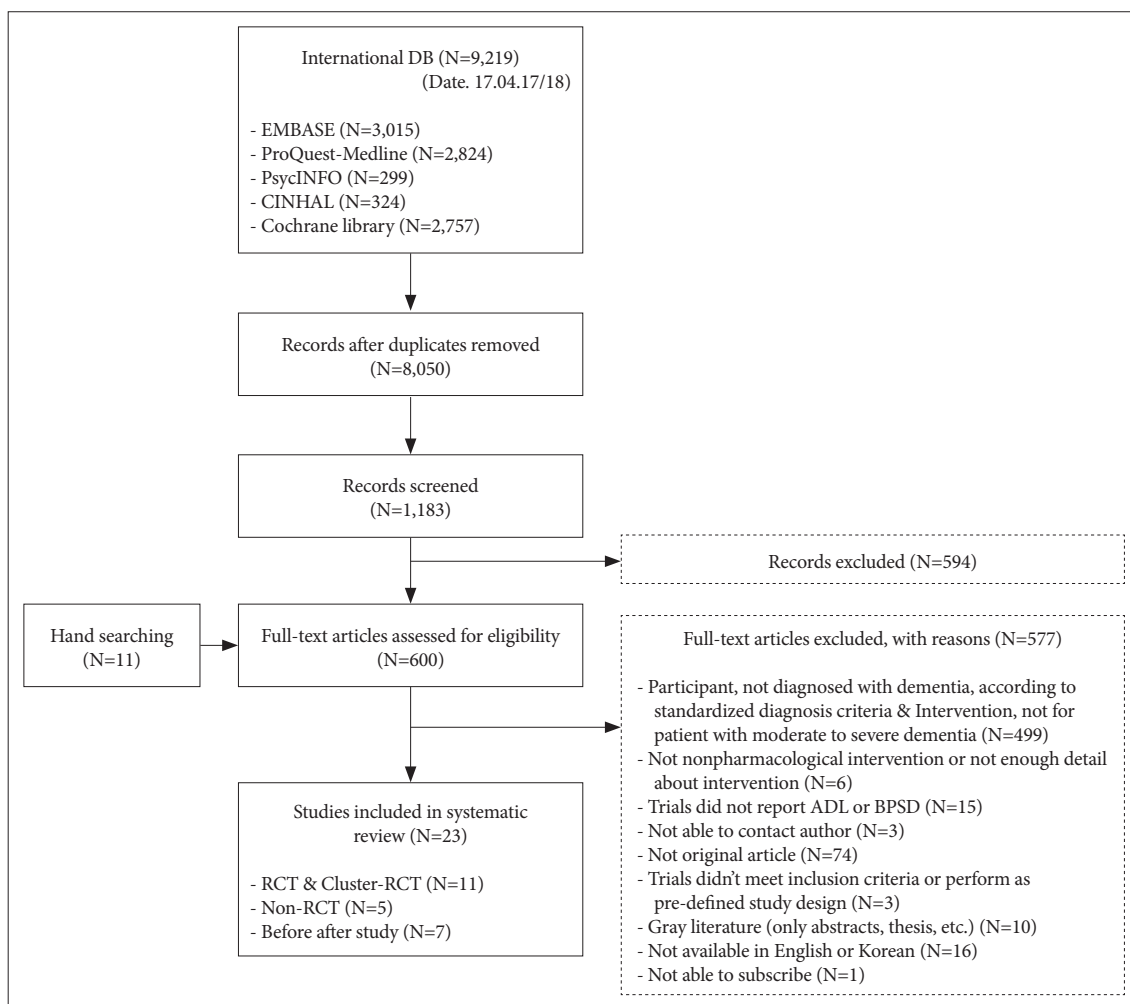 International DB (N=9,219)
(Date. 17.04.17/18)
- EMBASE (N=3,015)
- ProQuest-Medline (N=2,824)
- PsycINFO (N=299)
- CINHAL (N=324)
- Cochrane library (N=2,757)
Records after duplicates removed
(N=8,050)
Records screened
(N=1,183)
Records excluded (N=594)
Hand searching
(N=11)
Full-text articles assessed for eligibility
(N=600)
Full-text articles excluded, with reasons (N=577)
- Participant, not diagnosed with dementia, according to
standardized diagnosis criteria & Intervention, not for
patient with moderate to severe dementia (N=499)
- Not nonpharmacological intervention or not enough detail
about intervention (N=6)
- Trials did not report ADL or BPSD (N=15)
- Not able to contact author (N=3)
- Not original article (N=74)
- Trials didn't meet inclusion criteria or perform as
pre-defined study design (N=3)
- Gray literature (only abstracts, thesis, etc.) (N=10)
- Not available in English or Korean (N=16)
- Not able to subscribe (N=1)
Studies included in systematic
review (N=23)
- RCT & Cluster-RCT (N=11)
- Non-RCT (N=5)
- Before after study (N=7)